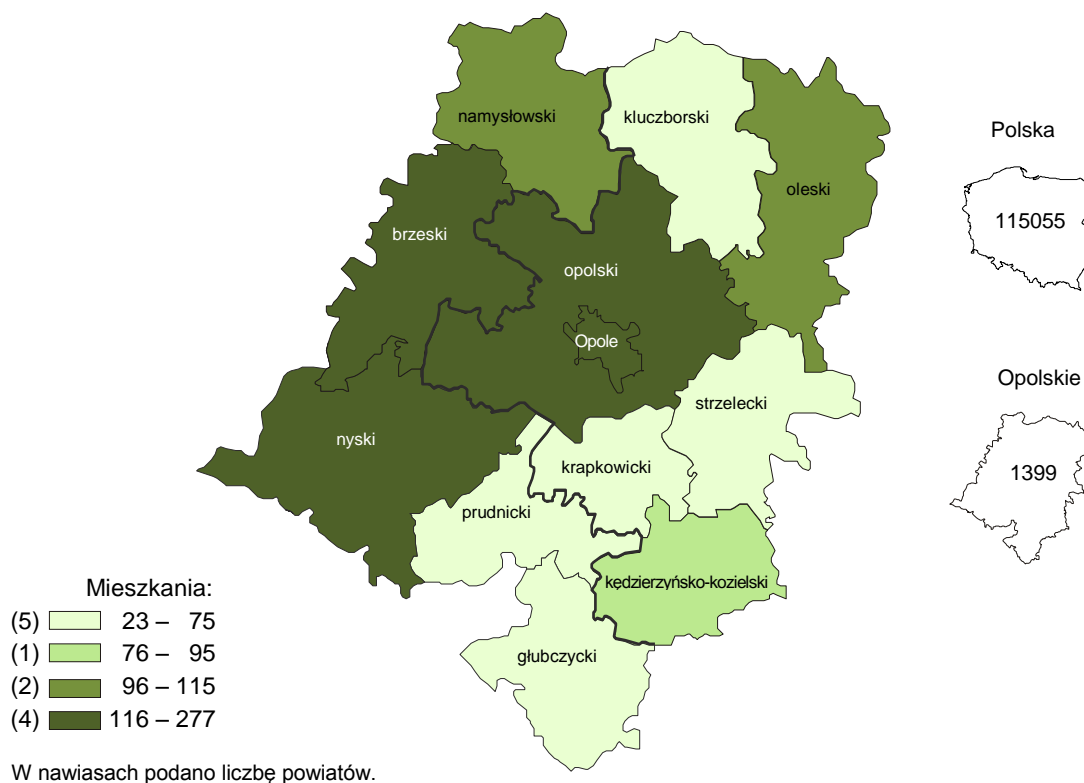 namysłowski
kluczborski
oleski
brzeski
opolski
Opole
strzelecki
nyski
krapkowicki
prudnicki
kędzierzyńsko-kozielski
głubczycki
Polska
115055
Opolskie
1399
Mieszkania:
(5) 23 – 75
(1) 76 – 95
(2) 96 – 115
(4) 116 – 277
W nawiasach podano liczbę powiatów.